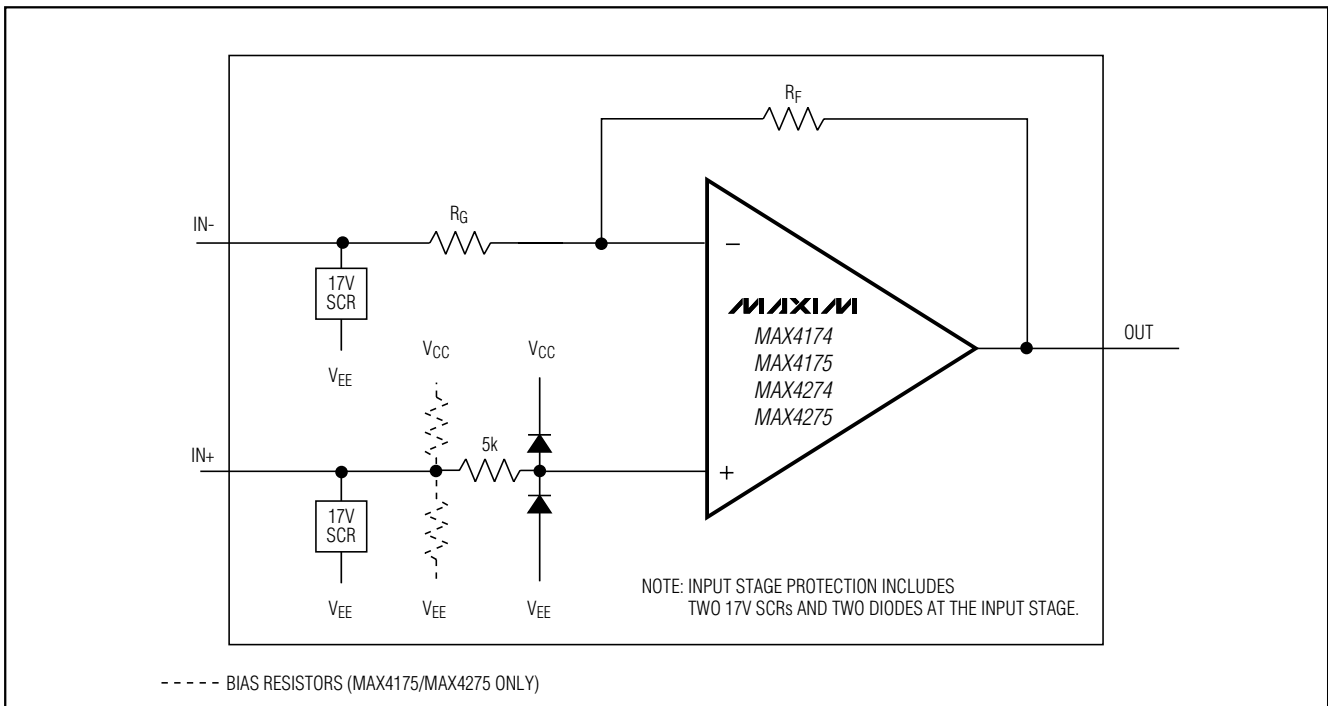 RF
RG
IN-
17V
SCR
VEE
MAXIM
MAX4174
MAX4175
MAX4274
MAX4275
OUT
VCC
VCC
5k
IN+
17V
SCR
VEE
VEE
VEE
NOTE: INPUT STAGE PROTECTION INCLUDES
TWO 17V SCRs AND TWO DIODES AT THE INPUT STAGE.
----- BIAS RESISTORS (MAX4175/MAX4275 ONLY)